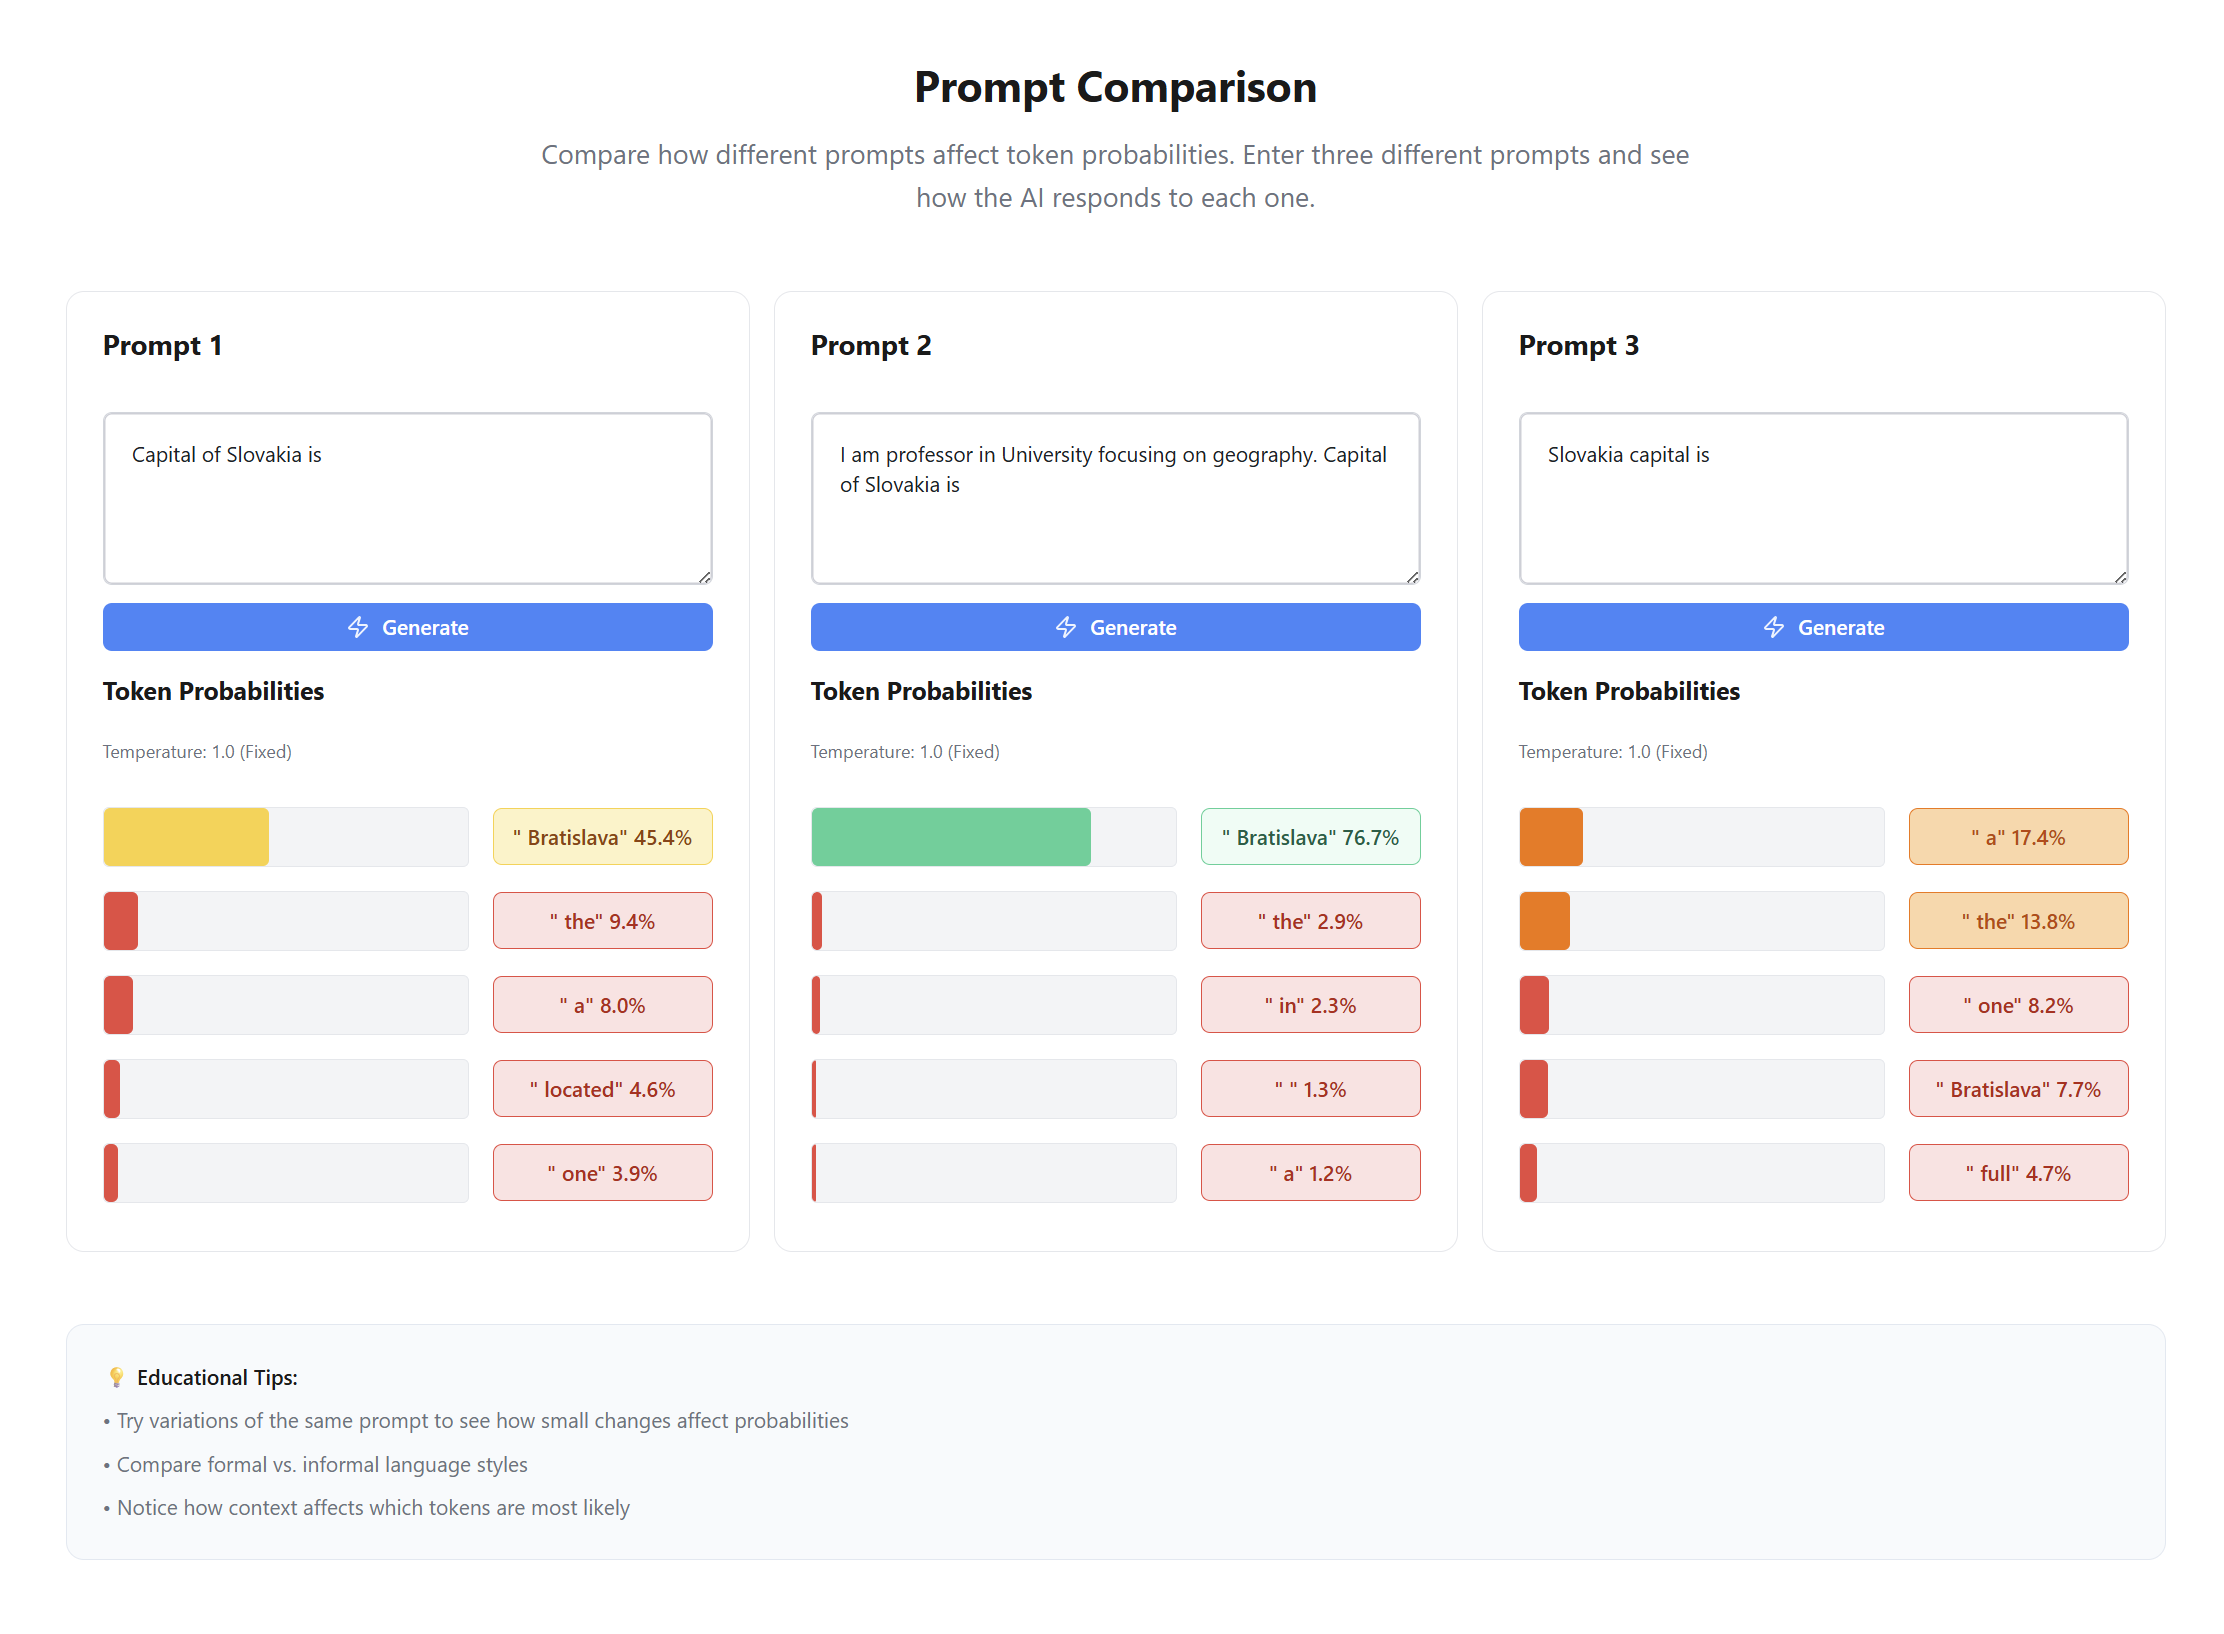 Prompt Comparison
Compare how different prompts affect token probabilities. Enter three different prompts and see
how the AI responds to each one.
Prompt 1
Capital of Slovakia is
Generate
Token Probabilities
Temperature: 1.0 (Fixed)
" Bratislava" 45.4%
" the" 9.4%
" a" 8.0%
" located" 4.6%
" one" 3.9%
Prompt 2
I am professor in University focusing on geography. Capital
of Slovakia is
Generate
Token Probabilities
Temperature: 1.0 (Fixed)
" Bratislava" 76.7%
" the" 2.9%
" in" 2.3%
" " 1.3%
" a" 1.2%
Prompt 3
Slovakia capital is
Generate
Token Probabilities
Temperature: 1.0 (Fixed)
" a" 17.4%
" the" 13.8%
" one" 8.2%
" Bratislava" 7.7%
" full" 4.7%
💡 Educational Tips:
• Try variations of the same prompt to see how small changes affect probabilities
• Compare formal vs. informal language styles
• Notice how context affects which tokens are most likely